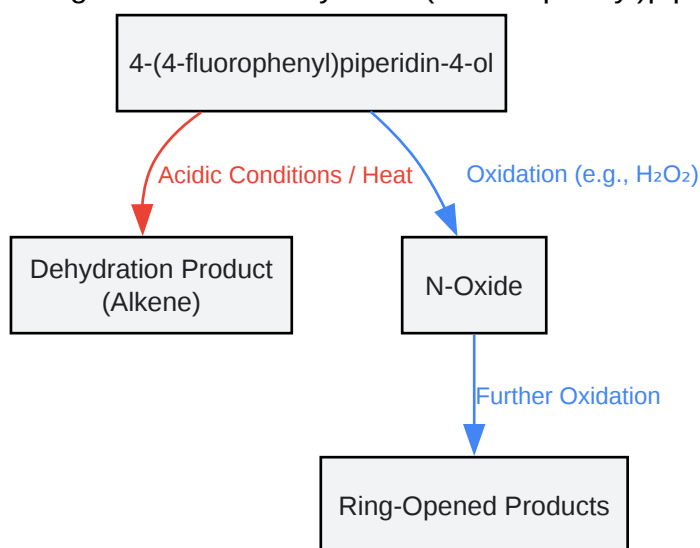 4-(4-fluorophenyl)piperidin-4-ol
Acidic Conditions / Heat
Oxidation (e.g., H₂O₂)
Dehydration Product
(Alkene)
N-Oxide
Further Oxidation
Ring-Opened Products